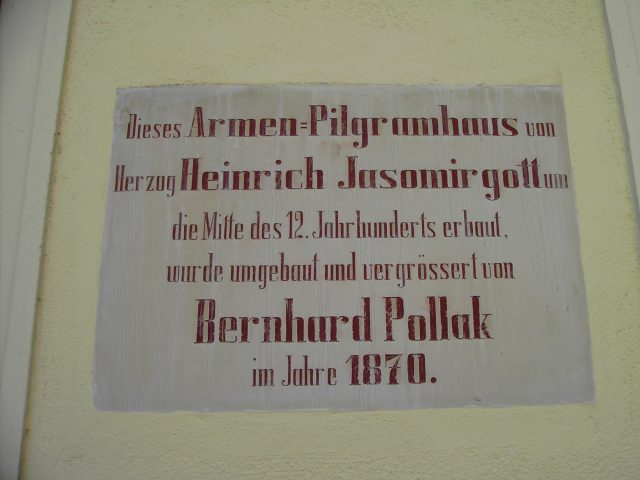 Dieses Armen=Pilgramhaus von
Herzog Heinrich Jasomirgott um
die Mitte des 12. Jahrhunderts erbaut,
wurde umgebaut und vergrössert von
Bernhard Pollak
im Jahre 1870.